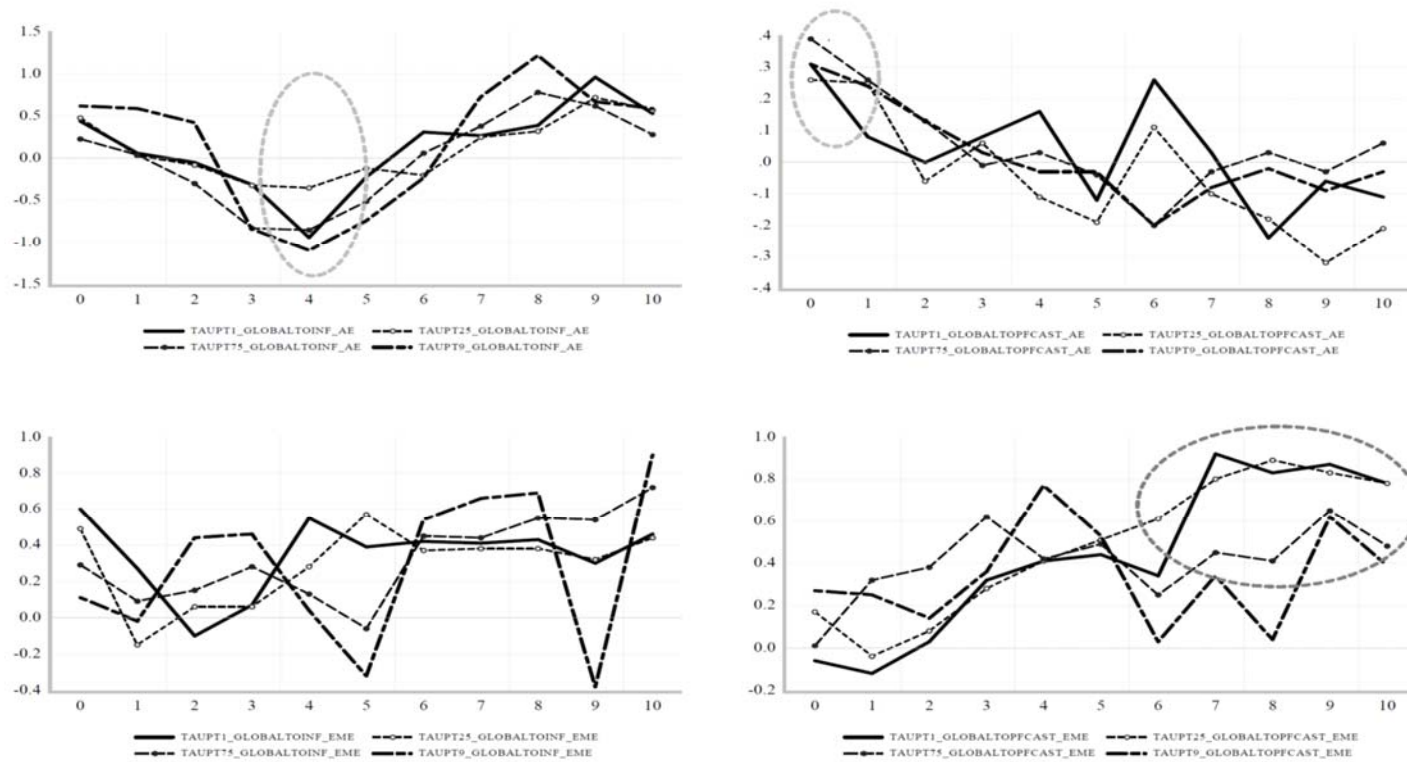 1.5
1.0
0.5
0.0
-0.5
-1.0
-1.5
0 1 2 3 4 5 6 7 8 9 10
TAUPT1_GLOBALTOINF_AE TAUPT25_GLOBALTOINF_AE
TAUPT75_GLOBALTOINF_AE TAUPT9_GLOBALTOINF_AE
.4
.3
.2
.1
.0
-.1
-.2
-.3
-.4
0 1 2 3 4 5 6 7 8 9 10
TAUPT1_GLOBALTOPFCAST_AE TAUPT25_GLOBALTOPFCAST_AE
TAUPT75_GLOBALTOPFCAST_AE TAUPT9_GLOBALTOPFCAST_AE
1.0
0.8
0.6
0.4
0.2
0.0
-0.2
-0.4
0 1 2 3 4 5 6 7 8 9 10
TAUPT1_GLOBALTOINF_EME TAUPT25_GLOBALTOINF_EME
TAUPT75_GLOBALTOINF_EME TAUPT9_GLOBALTOINF_EME
1.0
0.8
0.6
0.4
0.2
0.0
-0.2
0 1 2 3 4 5 6 7 8 9 10
TAUPT1_GLOBALTOPFCAST_EME TAUPT25_GLOBALTOPFCAST_EME
TAUPT75_GLOBALTOPFCAST_EME TAUPT9_GLOBALTOPFCAST_EME